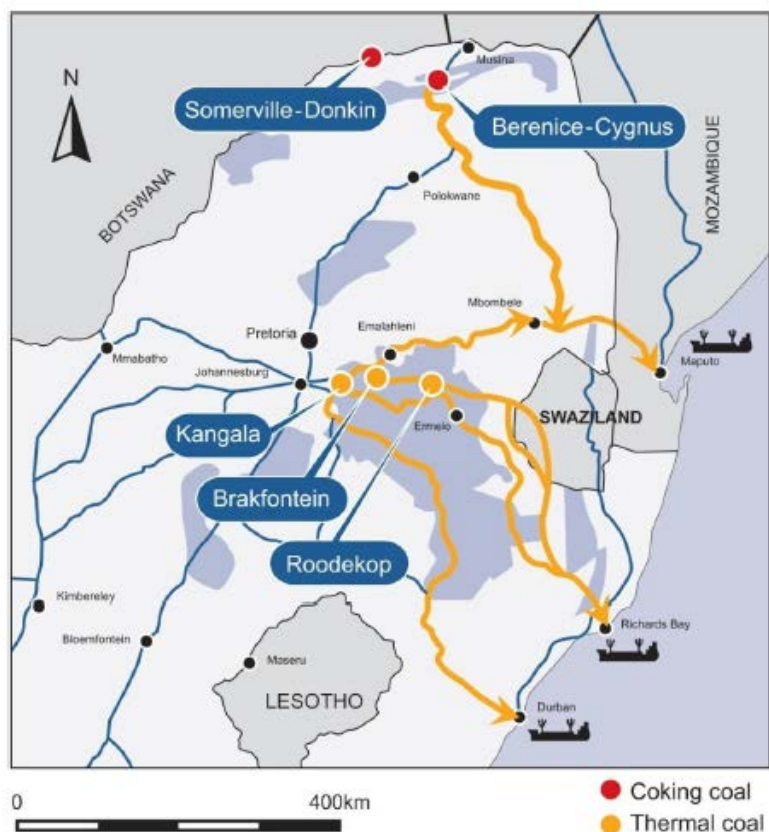 N
Musina
Somerville-Donkin
Berenice-Cygnus
BOTSWANA
MOZAMBIQUE
Polokwane
Mbombele
Emalahleni
Pretoria
Mmabatho
Johannesburg
Maputo
SWAZILAND
Kangala
Ermelo
Brakfontein
Roodekop
Kimbereley
Richards Bay
Bloemfontein
Maseru
LESOTHO
Durban
0
400km
Coking coal
Thermal coal